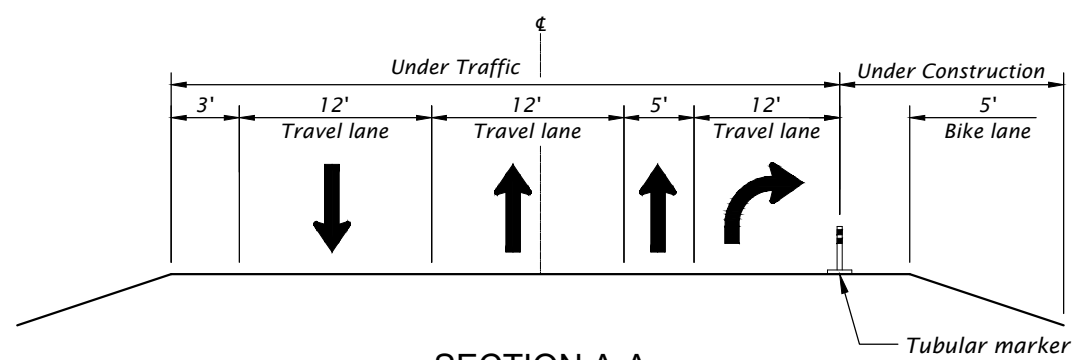 ℄
Under Traffic
Under Construction
3'
12'
12'
5'
12'
5'
Travel lane
Travel lane
Travel lane
Bike lane
Tubular marker
SECTION A-A